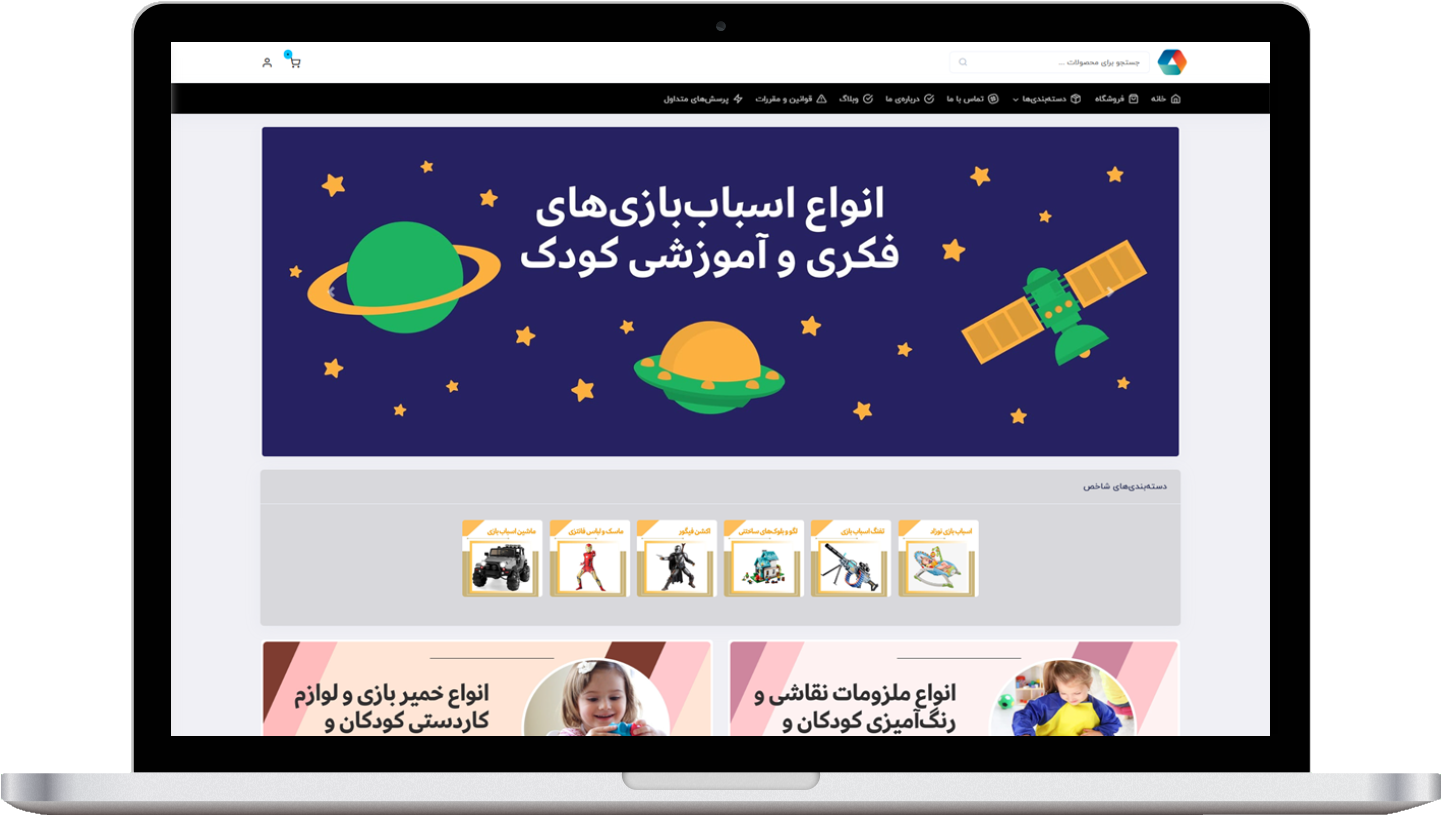 جستجو برای محصولات ...
خانه
فروشگاه
دسته‌بندی‌ها
تماس با ما
درباره‌ی ما
وبلاگ
قوانین و مقررات
پرسش‌های متداول
انواع اسباب‌بازی‌های
فکری و آموزشی کودک
دسته‌بندی‌های شاخص
اسباب بازی نوزاد
تفنگ اسباب بازی
لگو و بلوک‌های ساختنی
اکشن فیگور
ماسک و لباس فانتزی
ماشین اسباب‌بازی
انواع ملزومات نقاشی و
رنگ‌آمیزی کودکان و
انواع خمیر بازی و لوازم
کاردستی کودکان و